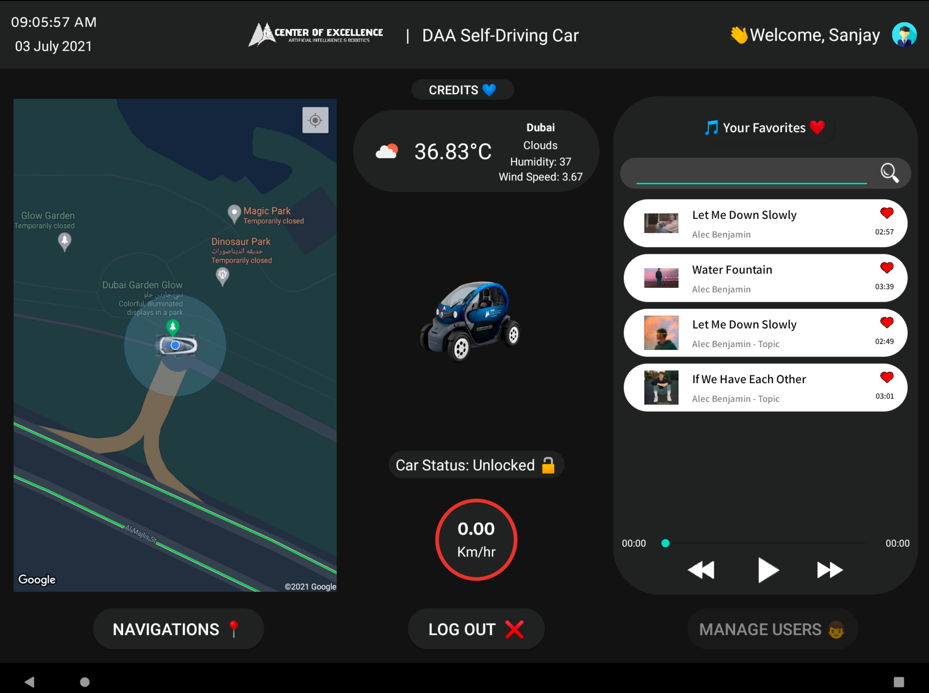 09:05:57 AM
03 July 2021
CENTER OF EXCELLENCE
ARTIFICIAL INTELLIGENCE & ROBOTICS
| DAA Self-Driving Car
👋Welcome, Sanjay
Glow Garden
Temporarily closed
Magic Park
Temporarily closed
Dinosaur Park
حديقة الديناصورات
Temporarily closed
Dubai Garden Glow
دبي جاردن جلو
Colorful, illuminated
displays in a park
Al Majlis St
Google
©2021 Google
CREDITS 💙
36.83°C
Dubai
Clouds
Humidity: 37
Wind Speed: 3.67
Car Status: Unlocked 🔓
0.00
Km/hr
🎵 Your Favorites ❤️
Let Me Down Slowly
Alec Benjamin
02:57
Water Fountain
Alec Benjamin
03:39
Let Me Down Slowly
Alec Benjamin - Topic
02:49
If We Have Each Other
Alec Benjamin - Topic
03:01
00:00
00:00
NAVIGATIONS 📍
LOG OUT ❌
MANAGE USERS 👦